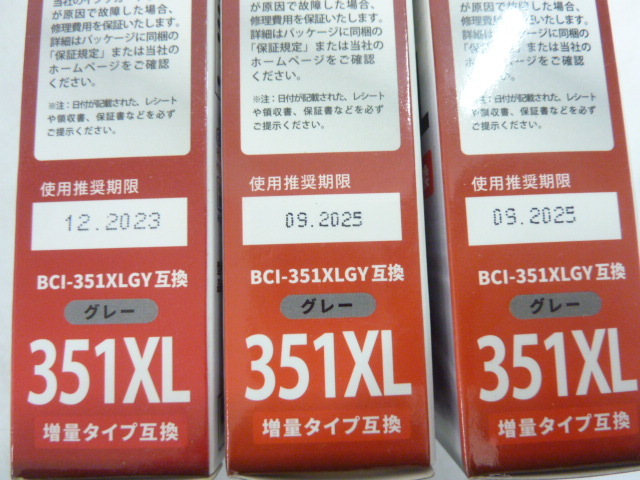 当社のインクが
が原因で故障した場合、
修理費用を保証いたします。
詳細はパッケージに同梱の
「保証規定」または当社の
ホームページをご確認
ください。
※注：日付が記載された、レシート
や領収書、保証書などを必ず
ご提示ください。
使用推奨期限
12.2023
BCI-351XLGY互換
グレー
351XL
増量タイプ互換
が原因で故障した場合、
修理費用を保証いたします。
詳細はパッケージに同梱の
「保証規定」または当社の
ホームページをご確認
ください。
※注：日付が記載された、レシート
や領収書、保証書などを必ず
ご提示ください。
使用推奨期限
09.2025
BCI-351XLGY互換
グレー
351XL
増量タイプ互換
が原因で故障した場合、
修理費用を保証いたします。
詳細はパッケージに同梱の
「保証規定」または当社の
ホームページをご確認
ください。
※注：日付が記載された、レシート
や領収書、保証書などを必ず
ご提示ください。
使用推奨期限
09.2025
BCI-351XLGY互換
グレー
351XL
増量タイプ互換